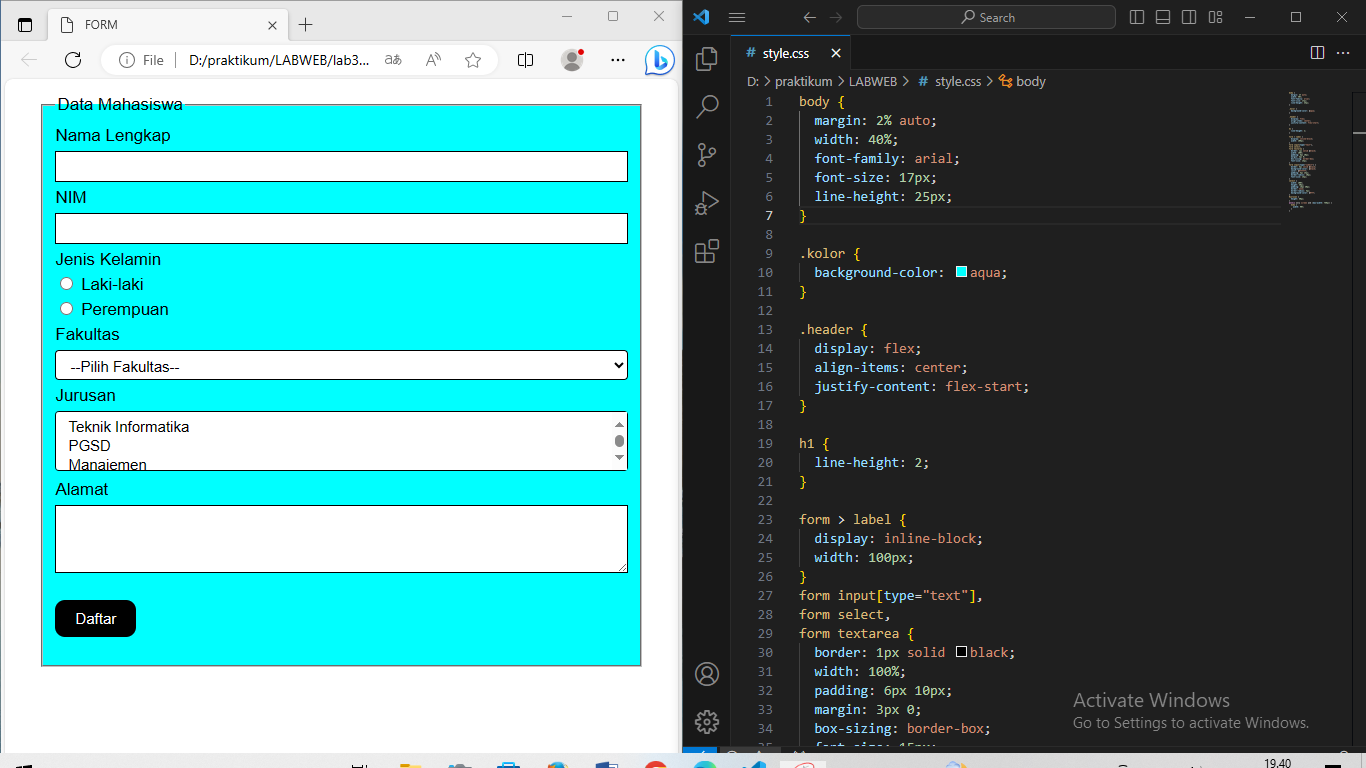 FORM
File
D:/praktikum/LABWEB/lab3...
Data Mahasiswa
Nama Lengkap
NIM
Jenis Kelamin
Laki-laki
Perempuan
Fakultas
--Pilih Fakultas--
Jurusan
Teknik Informatika
PGSD
Manajemen
Alamat
Daftar
Search
# style.css
D: > praktikum > LABWEB > # style.css > body
1 body {
2 margin: 2% auto;
3 width: 40%;
4 font-family: arial;
5 font-size: 17px;
6 line-height: 25px;
7 }
8
9 .kolor {
10 background-color: aqua;
11 }
12
13 .header {
14 display: flex;
15 align-items: center;
16 justify-content: flex-start;
17 }
18
19 h1 {
20 line-height: 2;
21 }
22
23 form > label {
24 display: inline-block;
25 width: 100px;
26 }
27 form input[type="text"],
28 form select,
29 form textarea {
30 border: 1px solid black;
31 width: 100%;
32 padding: 6px 10px;
33 margin: 3px 0;
34 box-sizing: border-box;
35 font-size: 15px;
Activate Windows
Go to Settings to activate Windows.
19.40